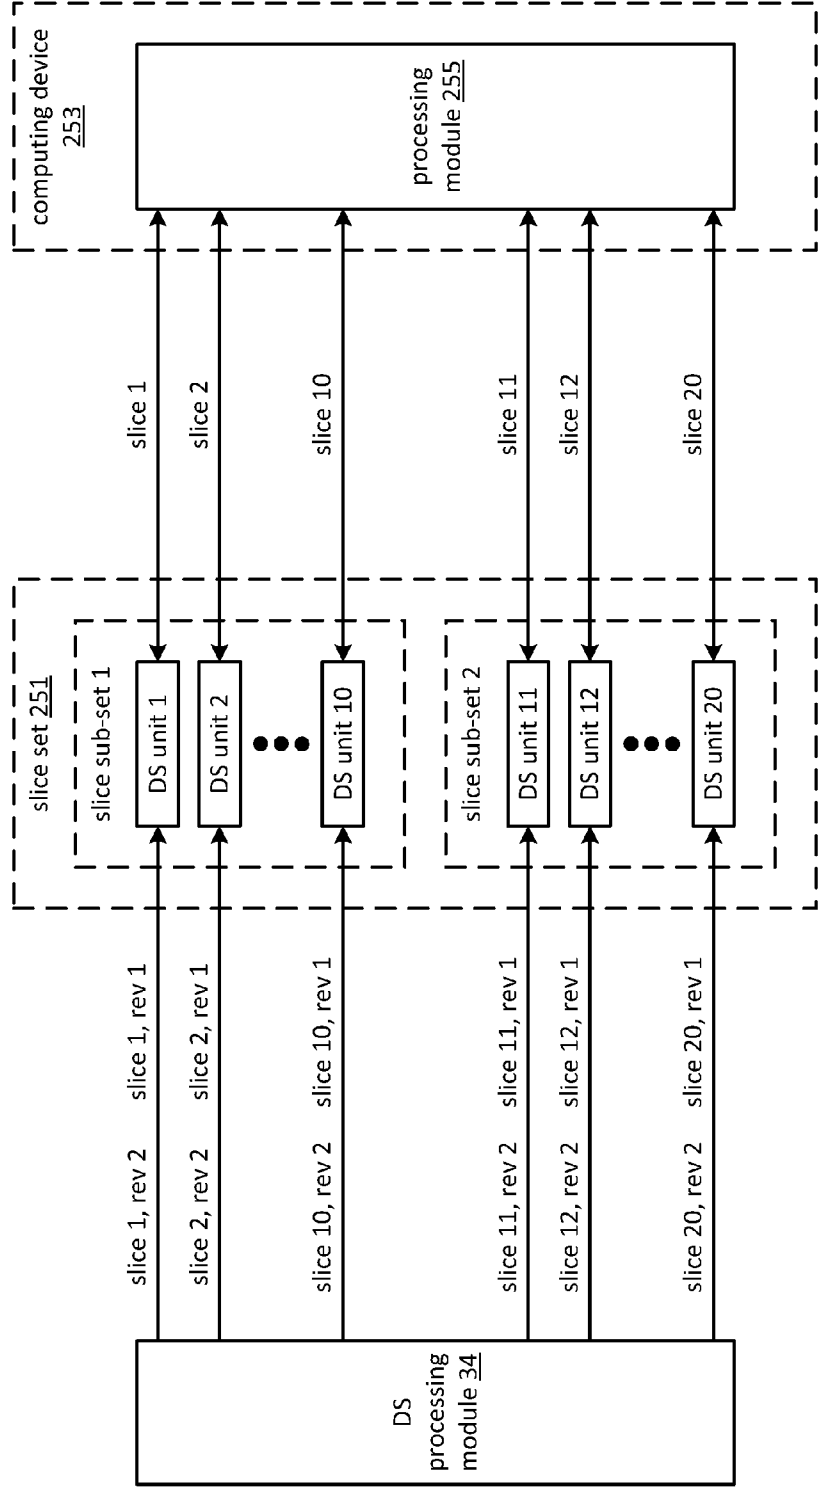 DS
processing
module 34
slice 1, rev 2 slice 1, rev 1
slice 2, rev 2 slice 2, rev 1
slice 10, rev 2 slice 10, rev 1
slice 11, rev 2 slice 11, rev 1
slice 12, rev 2 slice 12, rev 1
slice 20, rev 2 slice 20, rev 1
slice set 251
slice sub-set 1
DS unit 1
DS unit 2
DS unit 10
slice sub-set 2
DS unit 11
DS unit 12
DS unit 20
slice 1
slice 2
slice 10
slice 11
slice 12
slice 20
computing device
253
processing
module 255